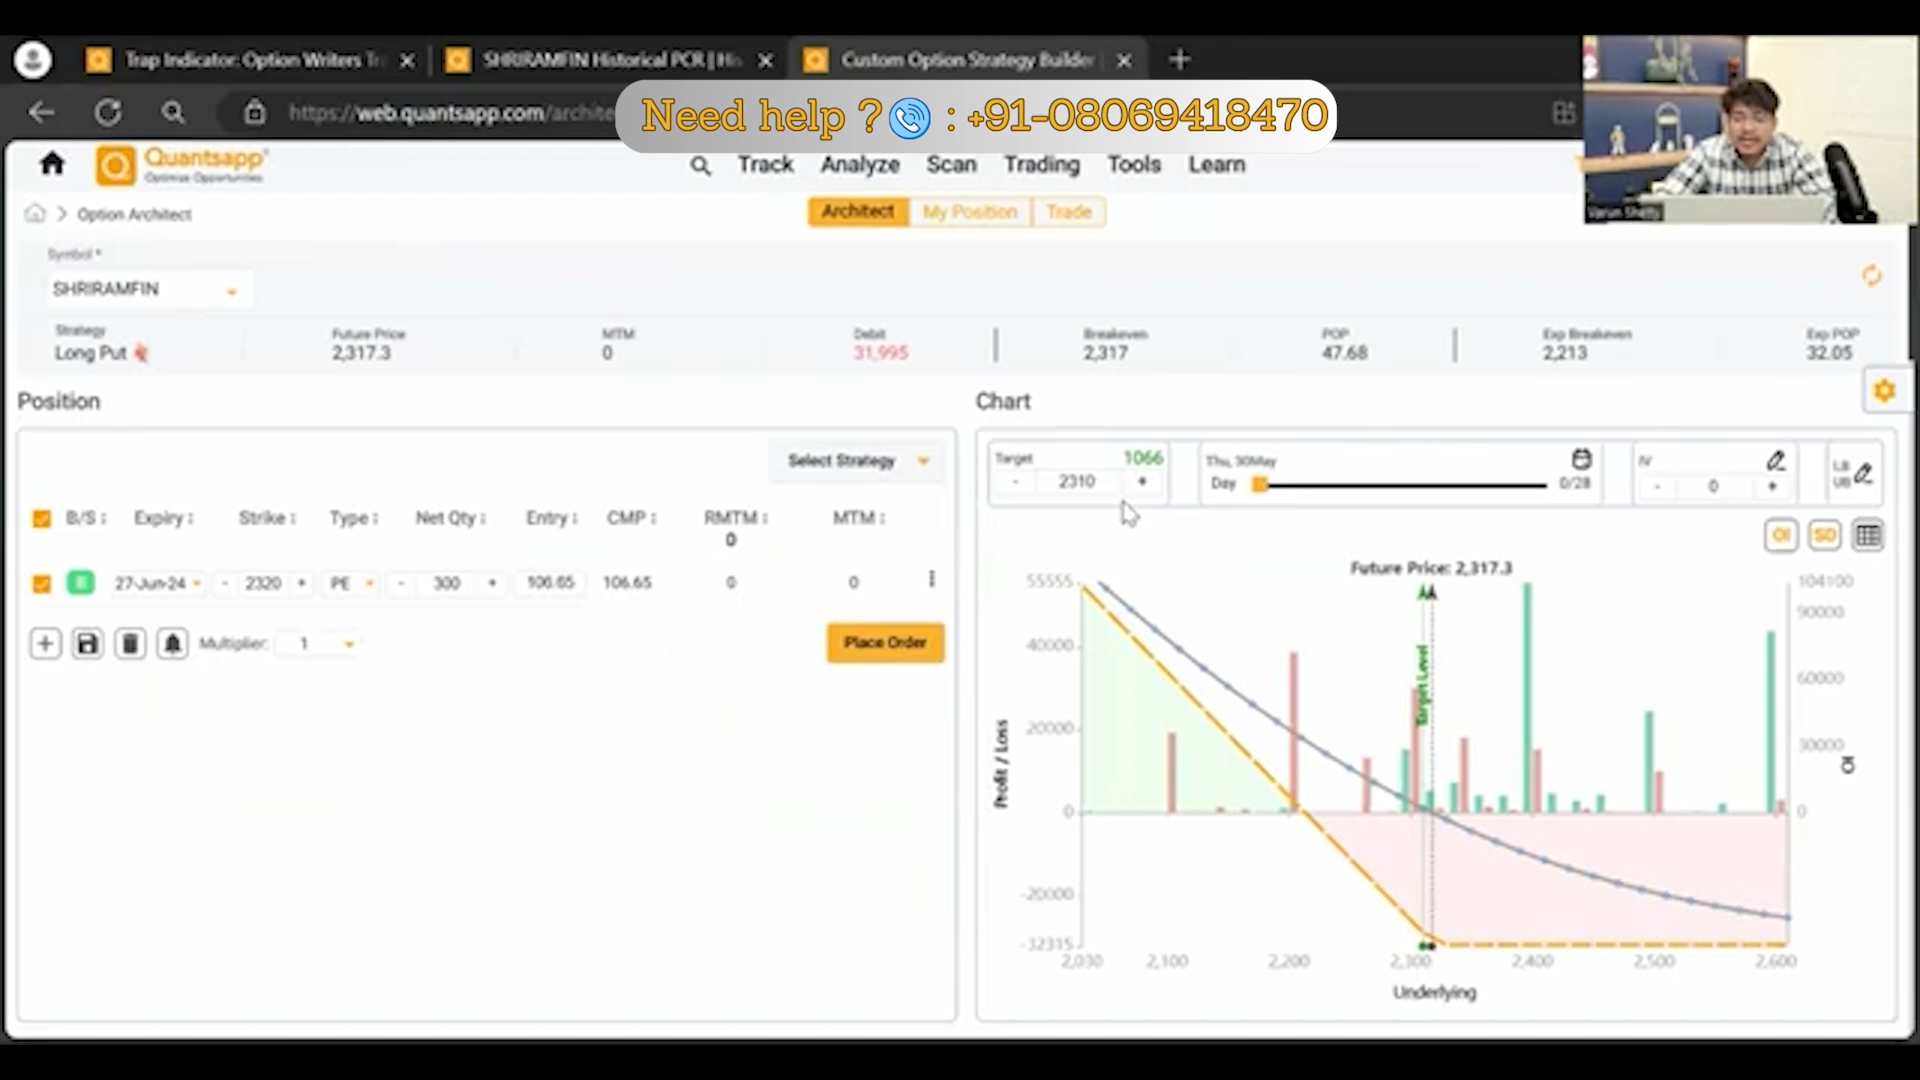 Trap Indicator: Option Writers Tr
SHRIRAMFIN Historical PCR | Hi
Custom Option Strategy Builder
https://web.quantsapp.com/archite
Need help ? : +91-08069418470
Quantsapp
Optimize Opportunities
Track
Analyze
Scan
Trading
Tools
Learn
Varun Shetty
Option Architect
Architect
My Position
Trade
Symbol *
SHRIRAMFIN
Strategy
Long Put
Future Price
2,317.3
MTM
0
Debit
31,995
Breakeven
2,317
POP
47.68
Exp Breakeven
2,213
Exp POP
32.05
Position
Chart
Select Strategy
Target
1066
- 2310 +
Thu, 30May
Day
0/28
IV
- 0 +
LB
UB
B/S
Expiry
Strike
Type
Net Qty
Entry
CMP
RMTM
0
MTM
27-Jun-24
- 2320 +
PE
- 300 +
106.65
106.65
0
0
Multiplier: 1
Place Order
OI
SD
Future Price: 2,317.3
Target Level
Profit / Loss
55555
40000
20000
0
-20000
-32315
104100
90000
60000
30000
0
OI
2,030
2,100
2,200
2,300
2,400
2,500
2,600
Underlying